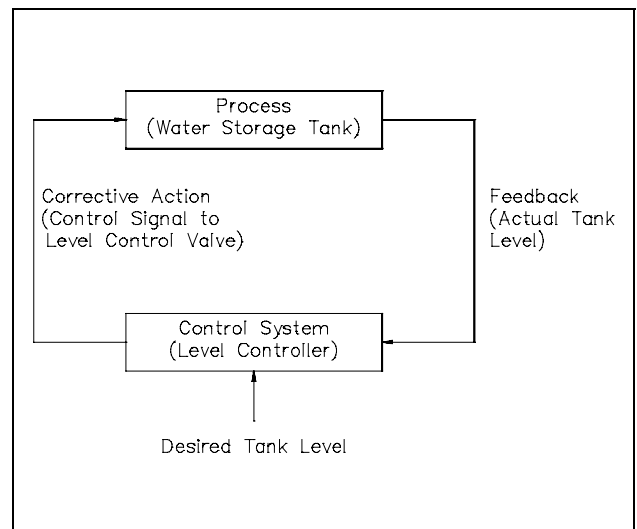 Process
(Water Storage Tank)
Corrective Action
(Control Signal to
Level Control Valve)
Feedback
(Actual Tank
Level)
Control System
(Level Controller)
Desired Tank Level